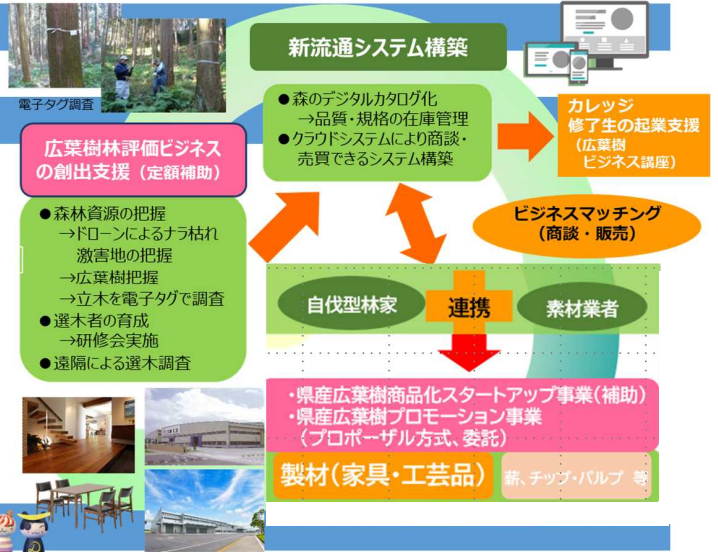 新流通システム構築
電子タグ調査
●森のデジタルカタログ化
→品質・規格の在庫管理
●クラウドシステムにより商談・
売買できるシステム構築
カレッジ
修了生の起業支援
（広葉樹
ビジネス講座）
広葉樹林評価ビジネス
の創出支援（定額補助）
●森林資源の把握
→ドローンによるナラ枯れ
激害地の把握
→広葉樹把握
→立木を電子タグで調査
●選木者の育成
→研修会実施
●遠隔による選木調査
ビジネスマッチング
（商談・販売）
自伐型林家
連携
素材業者
・県産広葉樹商品化スタートアップ事業（補助）
・県産広葉樹プロモーション事業
（プロポーザル方式、委託）
製材（家具・工芸品）
薪、チップ・パルプ 等